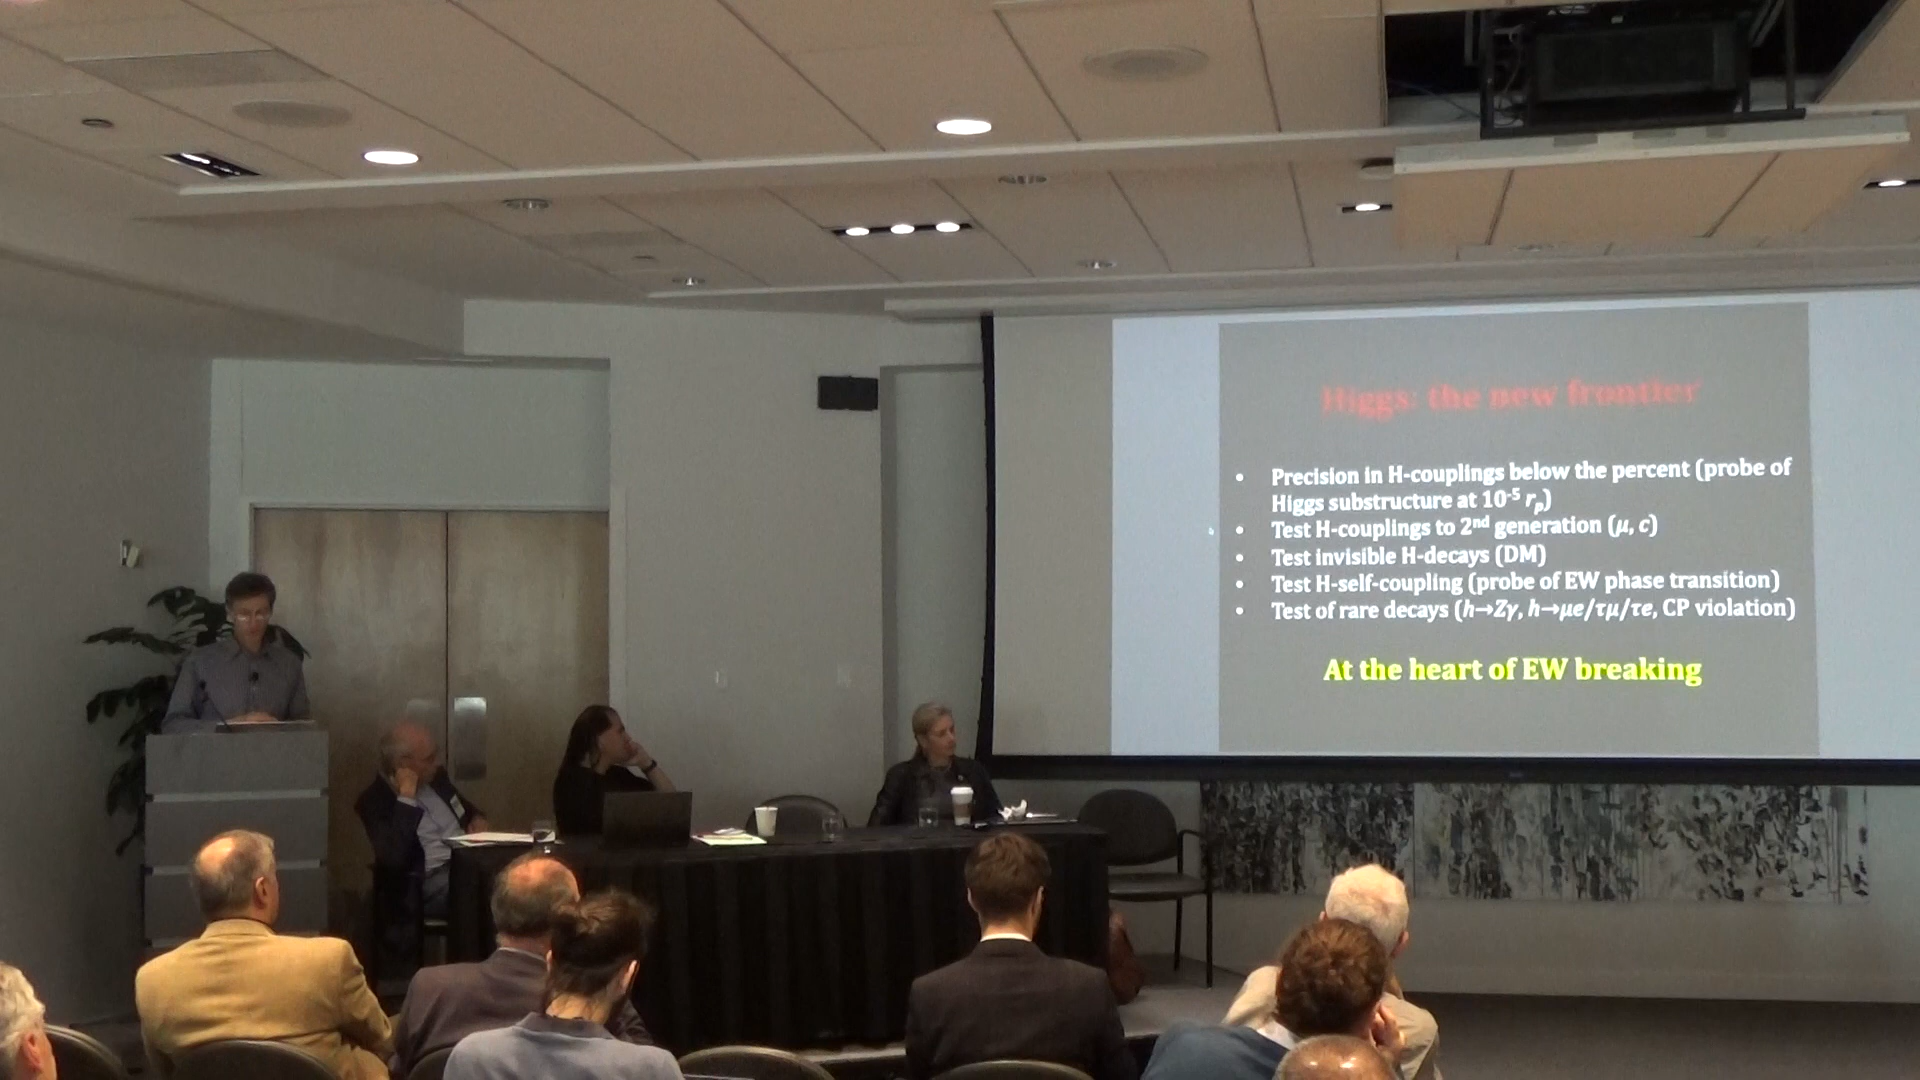 Higgs: the new frontier
• Precision in H-couplings below the percent (probe of
Higgs substructure at 10⁻⁵ rₚ)
• Test H-couplings to 2ⁿᵈ generation (μ, c)
• Test invisible H-decays (DM)
• Test H-self-coupling (probe of EW phase transition)
• Test of rare decays (h→Zγ, h→μe/τμ/τe, CP violation)
At the heart of EW breaking